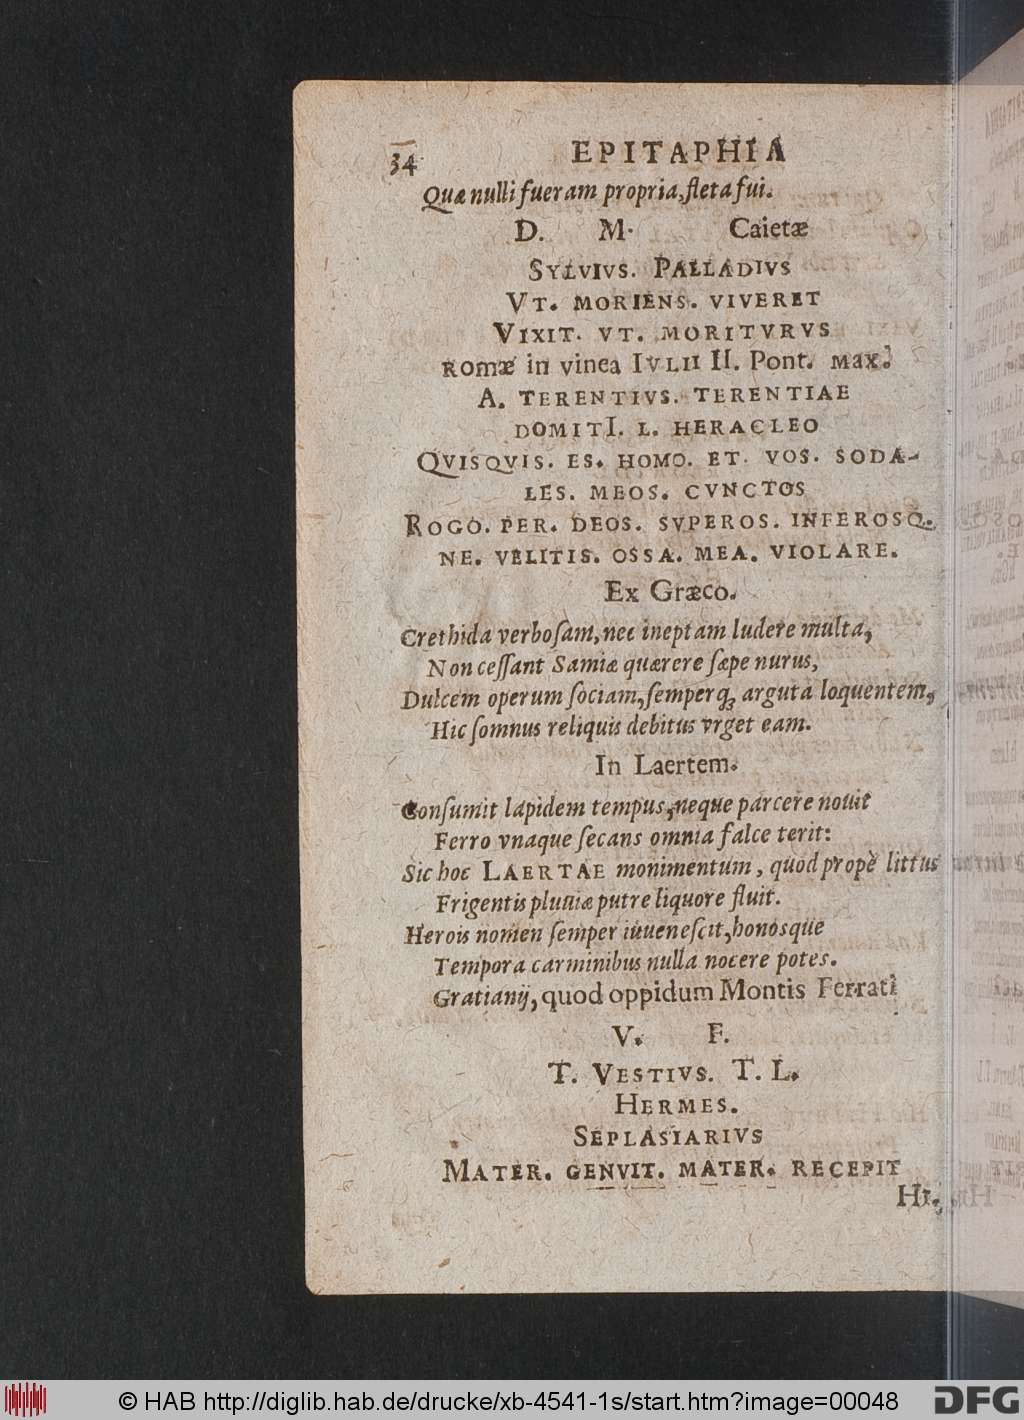 34 EPITAPHIA
Quæ nulli fueram propria, fleta fui.
D. M. Caietæ
SYLVIVS. PALLADIVS
VT. MORIENS. VIVERET
VIXIT. VT. MORITVRVS
Romæ in vinea IVLII II. Pont. Max.
A. TERENTIVS. TERENTIAE
DOMITI. L. HERACLEO
QVISQVIS. ES. HOMO. ET. VOS. SODA-
LES. MEOS. CVNCTOS
ROGO. PER. DEOS. SVPEROS. INFEROSQ.
NE. VELITIS. OSSA. MEA. VIOLARE.
Ex Græco.
Crethida verboſam, nec ineptam ludere multa,
Non ceſſant Samiæ quærere ſæpe nurus,
Dulcem operum ſociam, ſemperq; arguta loquentem,
Hic ſomnus reliquis debitus vrget eam.
In Laertem.
Conſumit lapidem tempus, neque parcere nouit
Ferro vnaque ſecans omnia falce terit:
Sic hoc LAERTAE monimentum, quod propè littus
Frigentis pluuiæ putre liquore fluit.
Herois nomen ſemper iuueneſcit, honosque
Tempora carminibus nulla nocere potes.
Gratianij, quod oppidum Montis Ferrati
V. F.
T. VESTIVS. T. L.
HERMES.
SEPLASIARIVS
MATER. GENVIT. MATER. RECEPIT
HI.
© HAB http://diglib.hab.de/drucke/xb-4541-1s/start.htm?image=00048 DFG